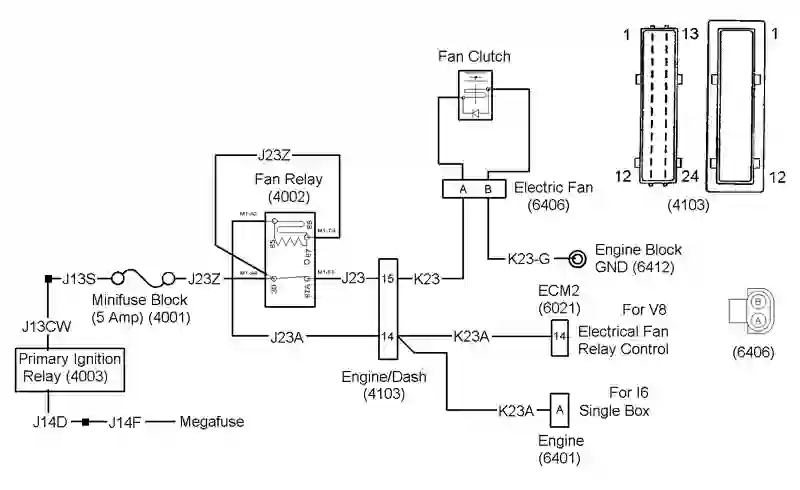 Fan Clutch
1
13
1
12
24
12
(4103)
J23Z
Fan Relay
(4002)
A
B
Electric Fan
(6406)
86
85
87
30
87A
K23-G
Engine Block
GND (6412)
J13S
J23Z
J23
15
K23
Minifuse Block
(5 Amp) (4001)
ECM2
(6021)
For V8
Electrical Fan
Relay Control
B
A
(6406)
J13CW
J23A
14
K23A
14
Primary Ignition
Relay (4003)
Engine/Dash
(4103)
For I6
Single Box
K23A
A
J14D
J14F
Megafuse
Engine
(6401)